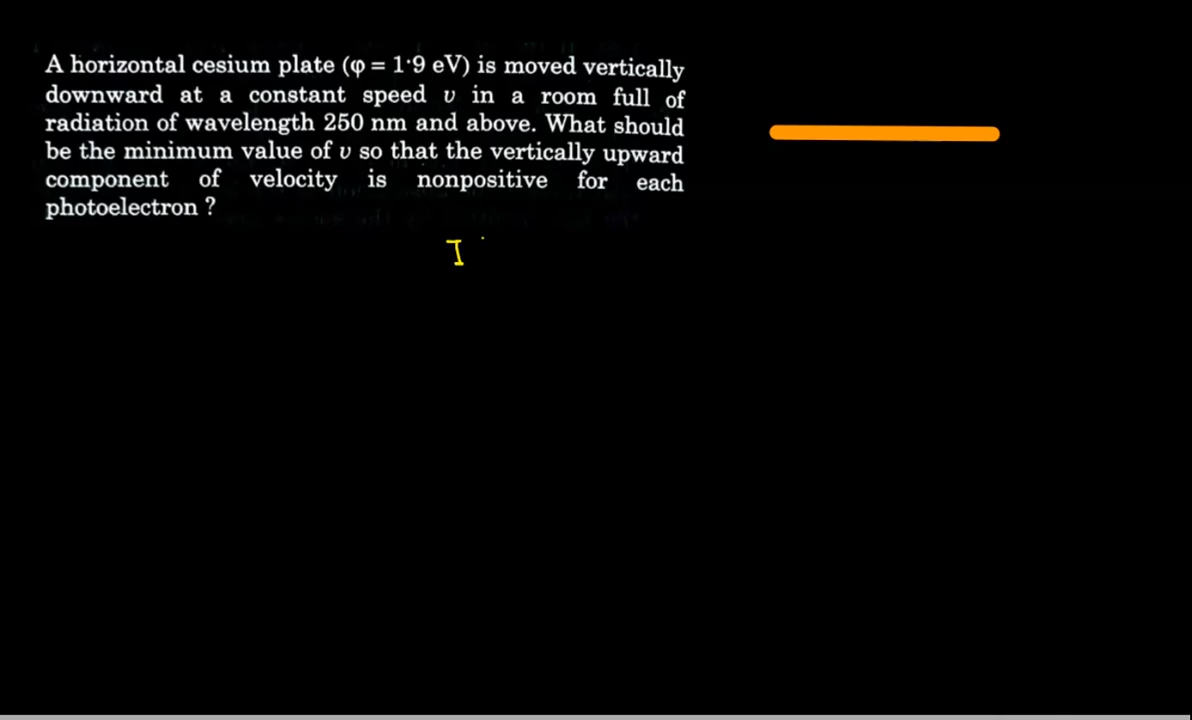 A horizontal cesium plate (φ = 1·9 eV) is moved vertically
downward at a constant speed υ in a room full of
radiation of wavelength 250 nm and above. What should
be the minimum value of υ so that the vertically upward
component of velocity is nonpositive for each
photoelectron ?
I